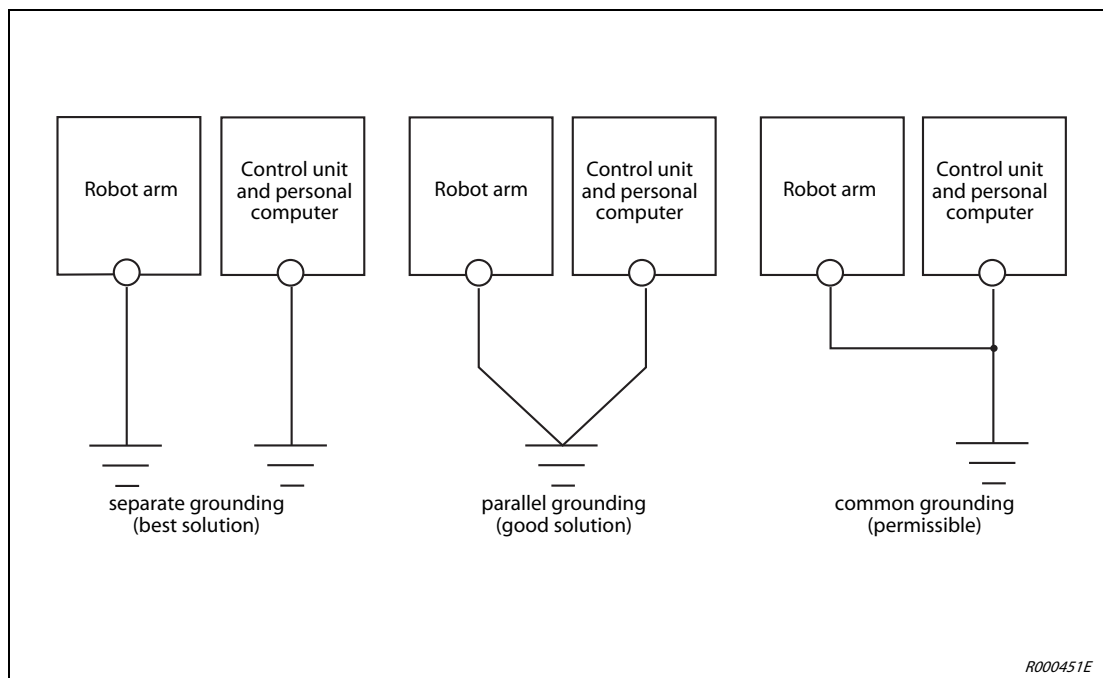 Robot arm
Control unit
and personal
computer
Robot arm
Control unit
and personal
computer
Robot arm
Control unit
and personal
computer
separate grounding
(best solution)
parallel grounding
(good solution)
common grounding
(permissible)
R000451E